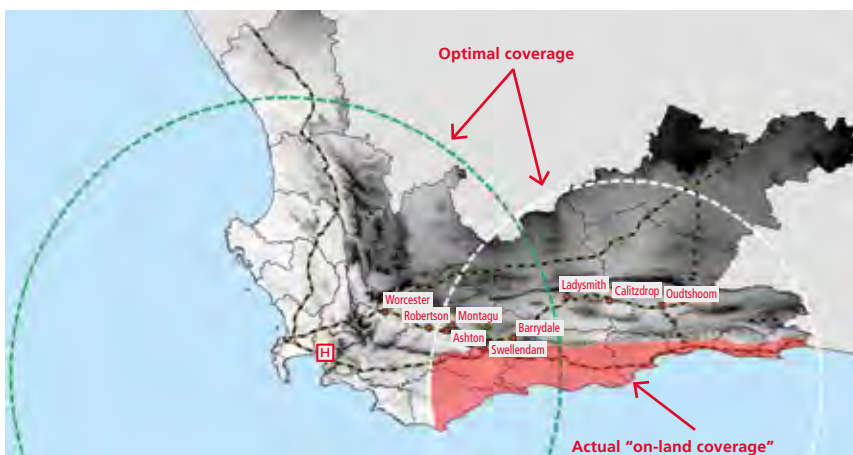 Optimal coverage
Ladysmith
Calitzdrop
Oudtshoom
Worcester
Robertson
Montagu
Barrydale
Ashton
Swellendam
H
Actual “on-land coverage”